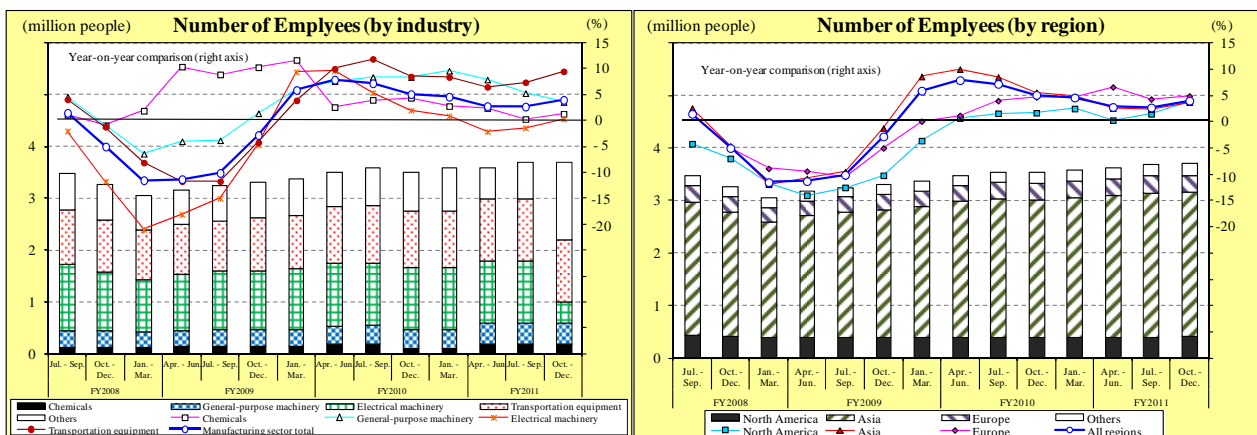 (million people)
Number of Emplyees (by industry)
(%)
Year-on-year comparison (right axis)
15
10
5
0
-5
-10
-15
-20
4
3
2
1
0
Jul. - Sep.
Oct. - Dec.
Jan. - Mar.
Apr. - Jun.
Jul. - Sep.
Oct. - Dec.
Jan. - Mar.
Apr. - Jun.
Jul. - Sep.
Oct. - Dec.
Jan. - Mar.
Apr. - Jun.
Jul. - Sep.
Oct. - Dec.
FY2008
FY2009
FY2010
FY2011
Chemicals
General-purpose machinery
Electrical machinery
Transportation equipment
Others
Chemicals
General-purpose machinery
Electrical machinery
Transportation equipment
Manufacturing sector total
(million people)
Number of Emplyees (by region)
(%)
Year-on-year comparison (right axis)
15
10
5
0
-5
-10
-15
-20
4
3
2
1
0
Jul. - Sep.
Oct. - Dec.
Jan. - Mar.
Apr. - Jun.
Jul. - Sep.
Oct. - Dec.
Jan. - Mar.
Apr. - Jun.
Jul. - Sep.
Oct. - Dec.
Jan. - Mar.
Apr. - Jun.
Jul. - Sep.
Oct. - Dec.
FY2008
FY2009
FY2010
FY2011
North America
Asia
Europe
Others
North America
Asia
Europe
All regions